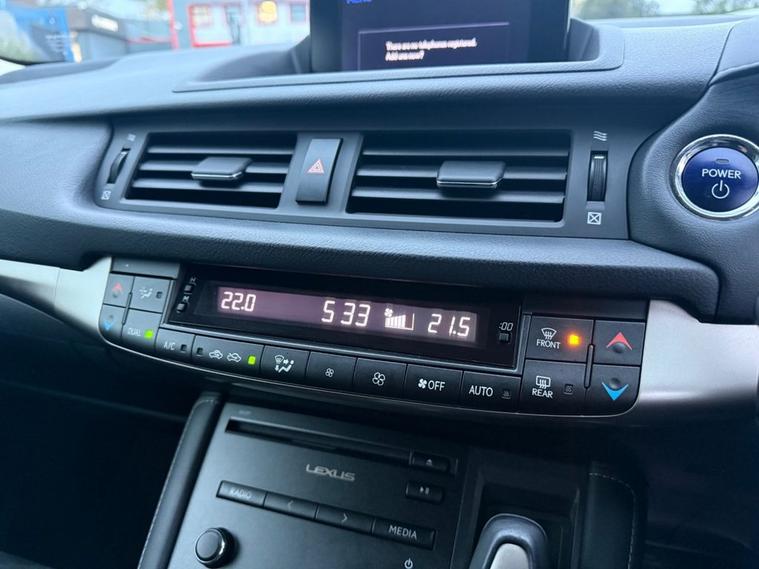 There are no telephones registered.
Add one now?
POWER
22.0 5 33 21.5
:00
DUAL
A/C
OFF
AUTO
FRONT
REAR
LEXUS
RADIO
MEDIA